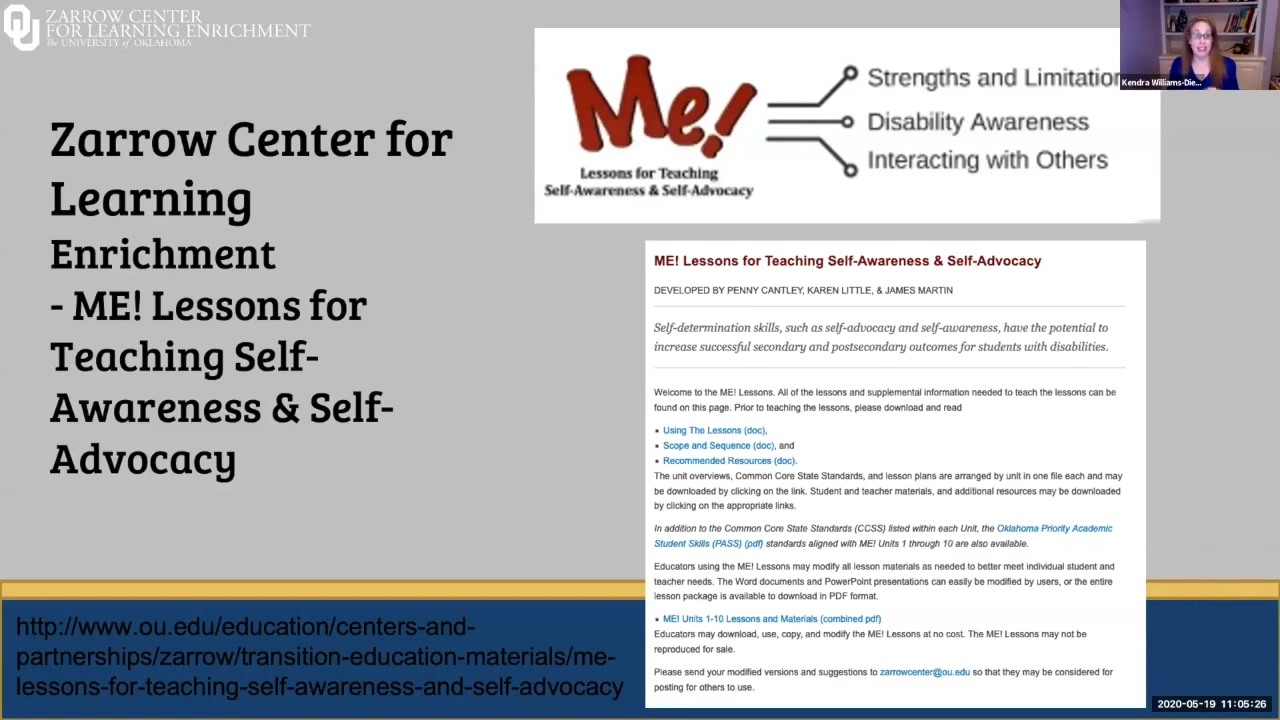 ZARROW CENTER
FOR LEARNING ENRICHMENT
The UNIVERSITY of OKLAHOMA
Zarrow Center for
Learning
Enrichment
- ME! Lessons for
Teaching Self-
Awareness & Self-
Advocacy
http://www.ou.edu/education/centers-and-
partnerships/zarrow/transition-education-materials/me-
lessons-for-teaching-self-awareness-and-self-advocacy
Me!
Lessons for Teaching
Self-Awareness & Self-Advocacy
Strengths and Limitation
Disability Awareness
Interacting with Others
Kendra Williams-Die...
ME! Lessons for Teaching Self-Awareness & Self-Advocacy
DEVELOPED BY PENNY CANTLEY, KAREN LITTLE, & JAMES MARTIN
Self-determination skills, such as self-advocacy and self-awareness, have the potential to
increase successful secondary and postsecondary outcomes for students with disabilities.
Welcome to the ME! Lessons. All of the lessons and supplemental information needed to teach the lessons can be
found on this page. Prior to teaching the lessons, please download and read
▪ Using The Lessons (doc),
▪ Scope and Sequence (doc), and
▪ Recommended Resources (doc).
The unit overviews, Common Core State Standards, and lesson plans are arranged by unit in one file each and may
be downloaded by clicking on the link. Student and teacher materials, and additional resources may be downloaded
by clicking on the appropriate links.
In addition to the Common Core State Standards (CCSS) listed within each Unit, the Oklahoma Priority Academic
Student Skills (PASS) (pdf) standards aligned with ME! Units 1 through 10 are also available.
Educators using the ME! Lessons may modify all lesson materials as needed to better meet individual student and
teacher needs. The Word documents and PowerPoint presentations can easily be modified by users, or the entire
lesson package is available to download in PDF format.
▪ ME! Units 1-10 Lessons and Materials (combined pdf)
Educators may download, use, copy, and modify the ME! Lessons at no cost. The ME! Lessons may not be
reproduced for sale.
Please send your modified versions and suggestions to zarrowcenter@ou.edu so that they may be considered for
posting for others to use.
2020-05-19 11:05:26